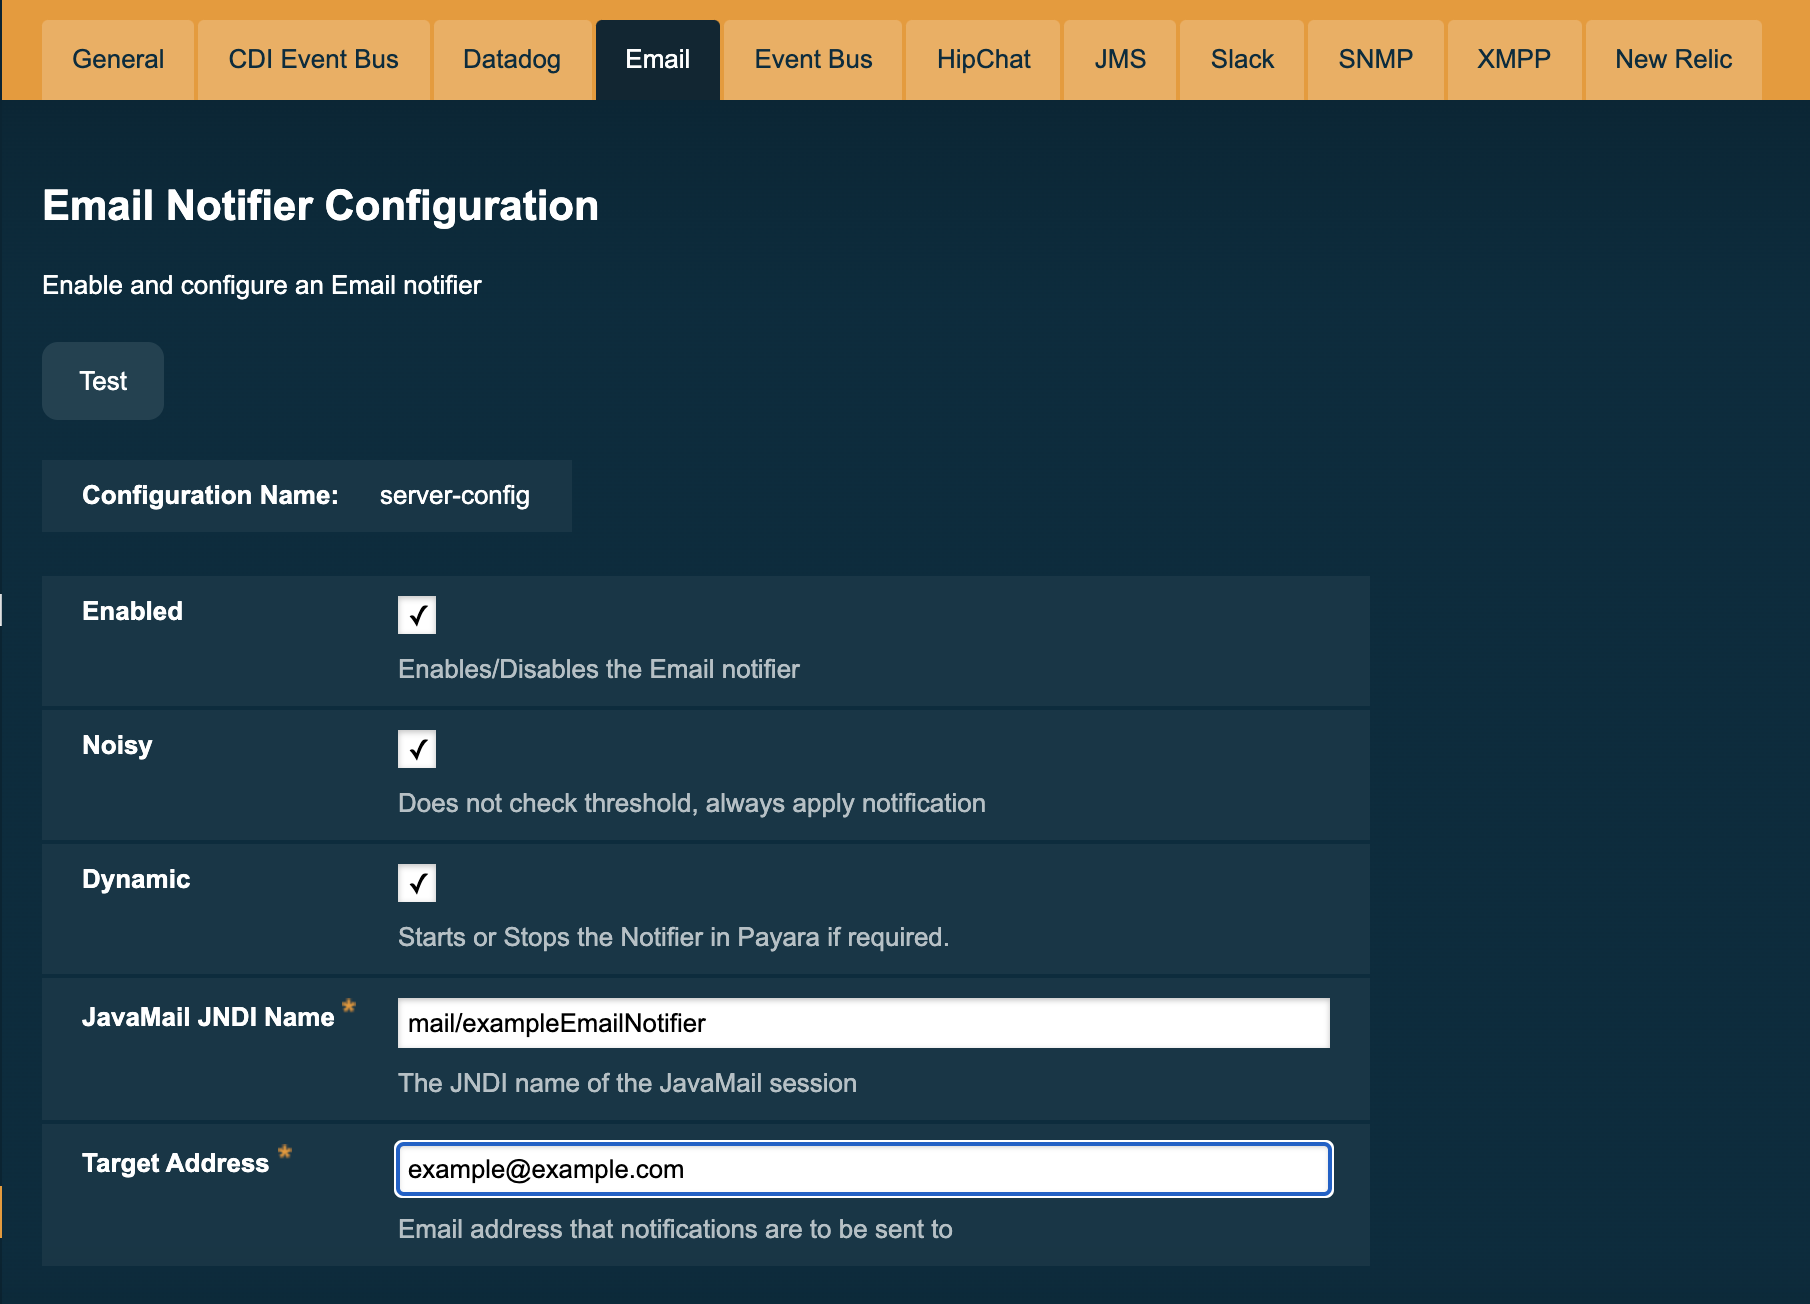 General CDI Event Bus Datadog Email Event Bus HipChat JMS Slack SNMP XMPP New Relic
Email Notifier Configuration
Enable and configure an Email notifier
Test
Configuration Name: server-config
Enabled
Enables/Disables the Email notifier
Noisy
Does not check threshold, always apply notification
Dynamic
Starts or Stops the Notifier in Payara if required.
JavaMail JNDI Name * mail/exampleEmailNotifier
The JNDI name of the JavaMail session
Target Address * example@example.com
Email address that notifications are to be sent to